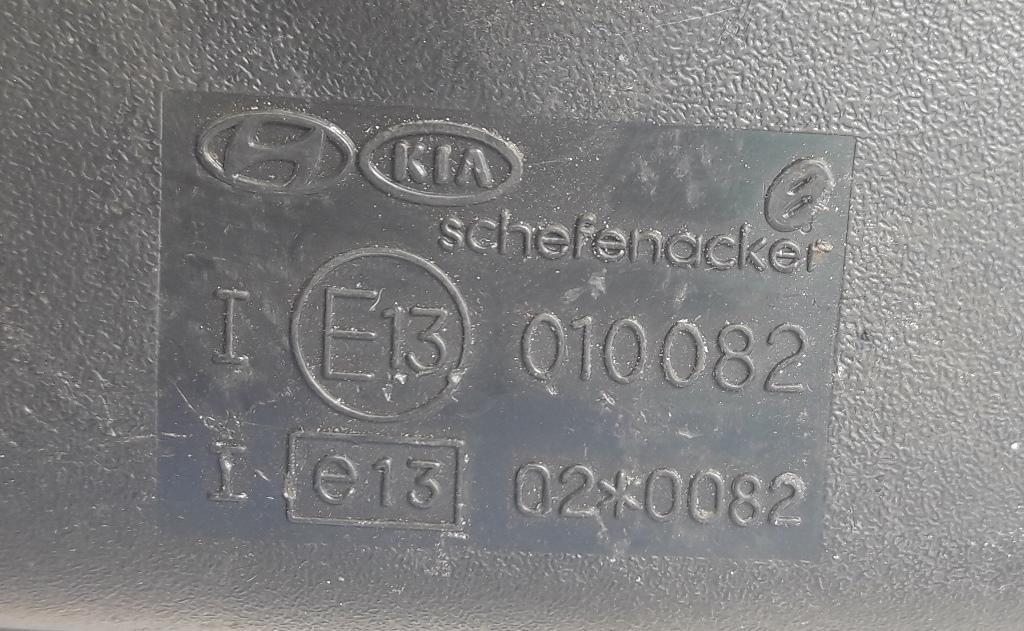 KIA
schefenacker
I E13 010082
I e13 02*0082